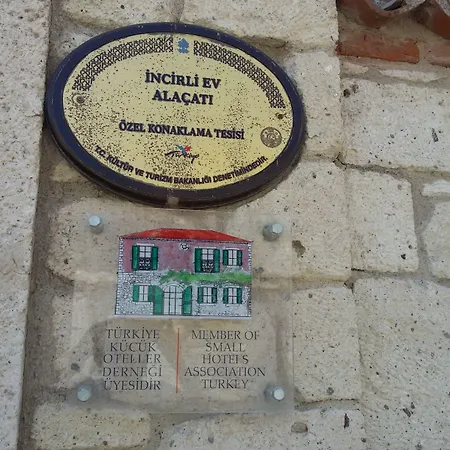 İNCİRLİ EV
ALAÇATI
ÖZEL KONAKLAMA TESİSİ
Türkiye
T.C. KÜLTÜR VE TURİZM BAKANLIĞI DENETİMİNDEDİR.
TÜRKİYE
KÜÇÜK
OTELLER
DERNEĞİ
ÜYESİDİR
MEMBER OF
SMALL
HOTELS
ASSOCIATION
TURKEY